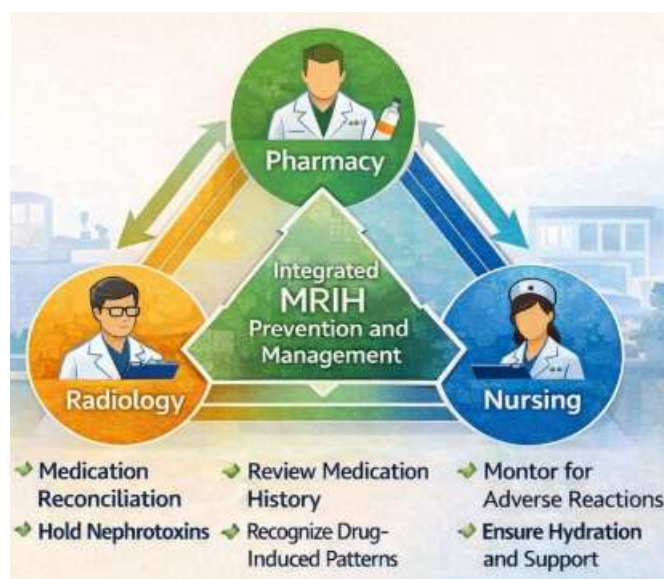 Pharmacy
Integrated
MRIH
Prevention and
Management
Radiology
Nursing
Medication
Reconciliation
Hold Nephrotoxins
Review Medication
History
Recognize Drug-
Induced Patterns
Montor for
Adverse Reactions
Ensure Hydration
and Support